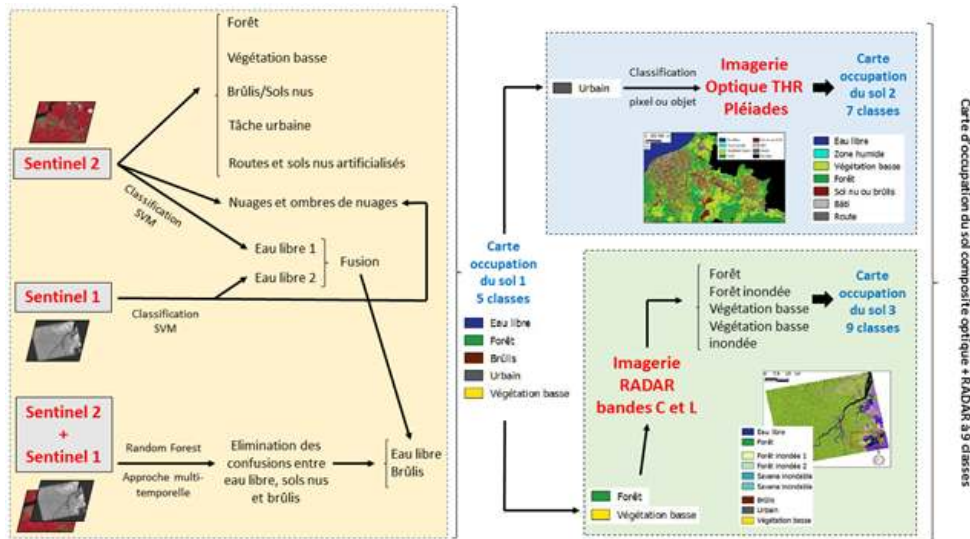 Forêt
Végétation basse
Brûlis/Sols nus
Tâche urbaine
Routes et sols nus artificialisés
Sentinel 2
Classification
SVM
Nuages et ombres de nuages
Eau libre 1
Eau libre 2
Fusion
Sentinel 1
Classification
SVM
Sentinel 2
+
Sentinel 1
Random Forest
Approche multi-
temporelle
Elimination des
confusions entre
eau libre, sols nus
et brûlis
Eau libre
Brûlis
Carte
occupation
du sol 1
5 classes
Eau libre
Forêt
Brûlis
Urbain
Végétation basse
Urbain
Classification
pixel ou objet
Imagerie
Optique THR
Pléiades
Carte
occupation
du sol 2
7 classes
Eau libre
Zone humide
Végétation basse
Forêt
Sol nu ou brûlis
Bâti
Route
Forêt
Végétation basse
Imagerie
RADAR
bandes C et L
Forêt
Forêt inondée
Végétation basse
Végétation basse
inondée
Carte
occupation
du sol 3
9 classes
Eau libre
Forêt
Forêt inondée 1
Forêt inondée 2
Savane inondable
Savane inondable
Brûlis
Urbain
Végétation basse
Carte d'occupation du sol composite optique + RADAR à 9 classes